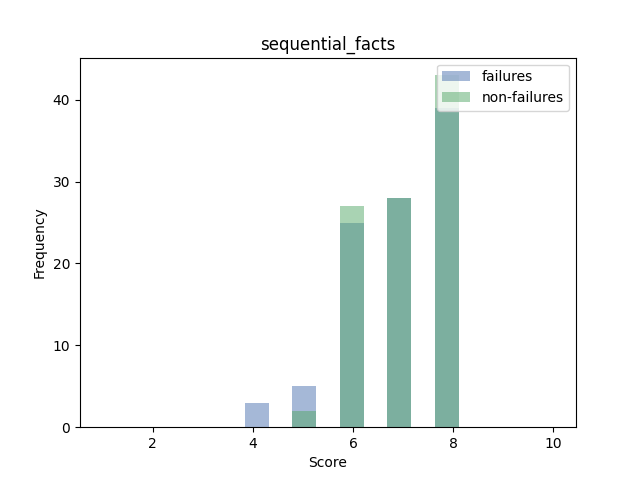 sequential_facts
failures
non-failures
Frequency
40
30
20
10
0
2 4 6 8 10
Score